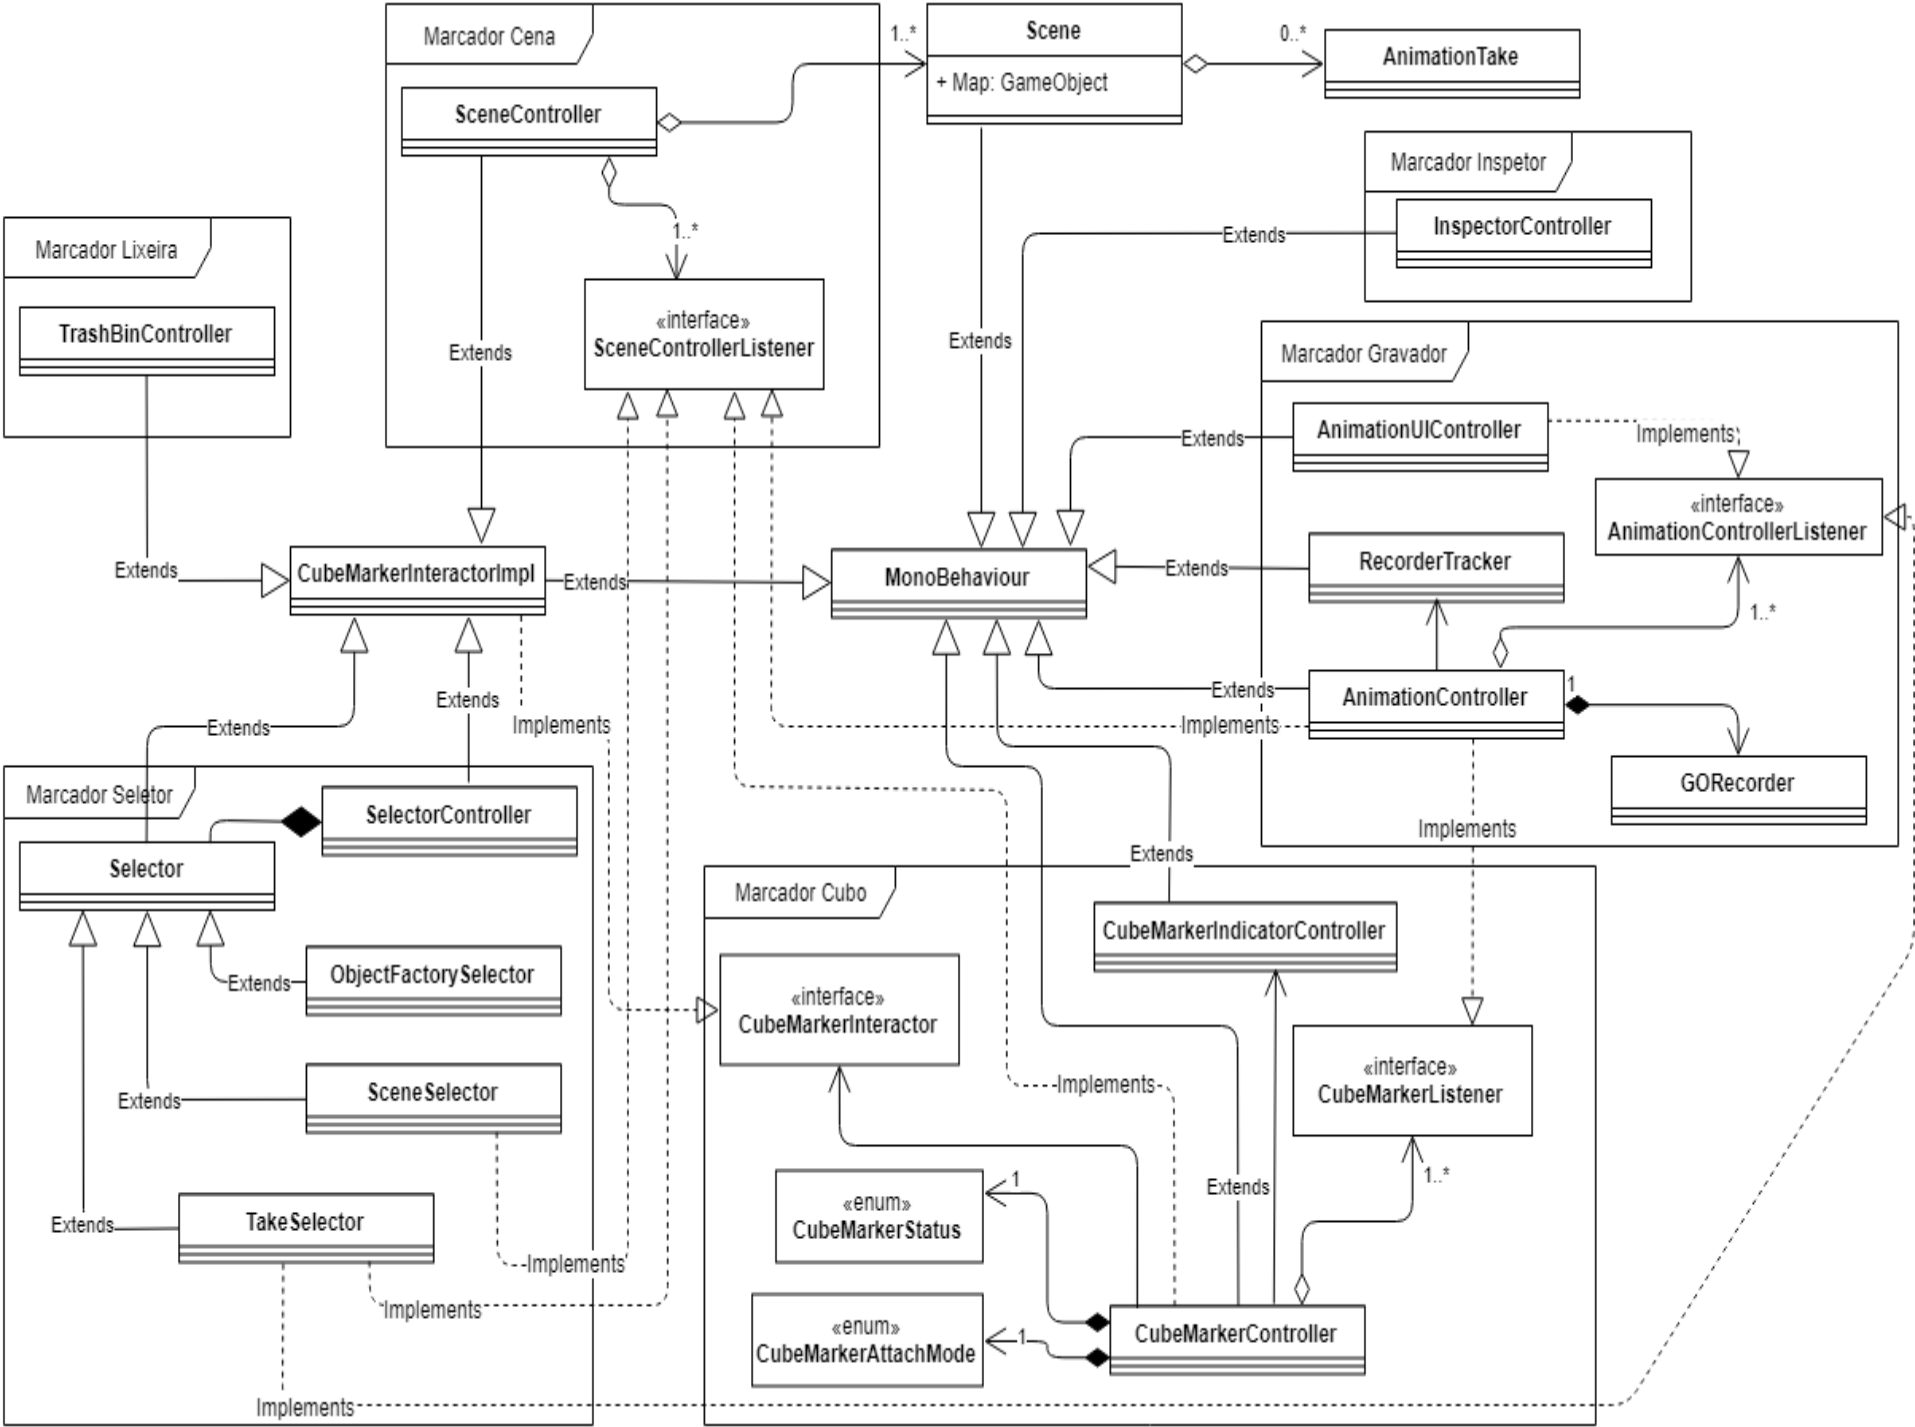 Marcador Cena
SceneController
1..*
Scene
+ Map: GameObject
0..*
AnimationTake
Marcador Inspetor
InspectorController
Extends
1..*
«interface»
SceneControllerListener
Extends
Extends
Marcador Lixeira
TrashBinController
Extends
Marcador Gravador
AnimationUIController
Extends
Implements
«interface»
AnimationControllerListener
RecorderTracker
Extends
1..*
AnimationController
1
Extends
Implements
GORecorder
Implements
CubeMarkerInteractorImpl
Extends
MonoBehaviour
Extends
Extends
Implements
Marcador Seletor
SelectorController
Selector
ObjectFactorySelector
Extends
SceneSelector
Extends
TakeSelector
Extends
Implements
Implements
Implements
Marcador Cubo
Extends
CubeMarkerIndicatorController
«interface»
CubeMarkerInteractor
Implements
«interface»
CubeMarkerListener
1..*
Extends
«enum»
CubeMarkerStatus
1
«enum»
CubeMarkerAttachMode
1
CubeMarkerController